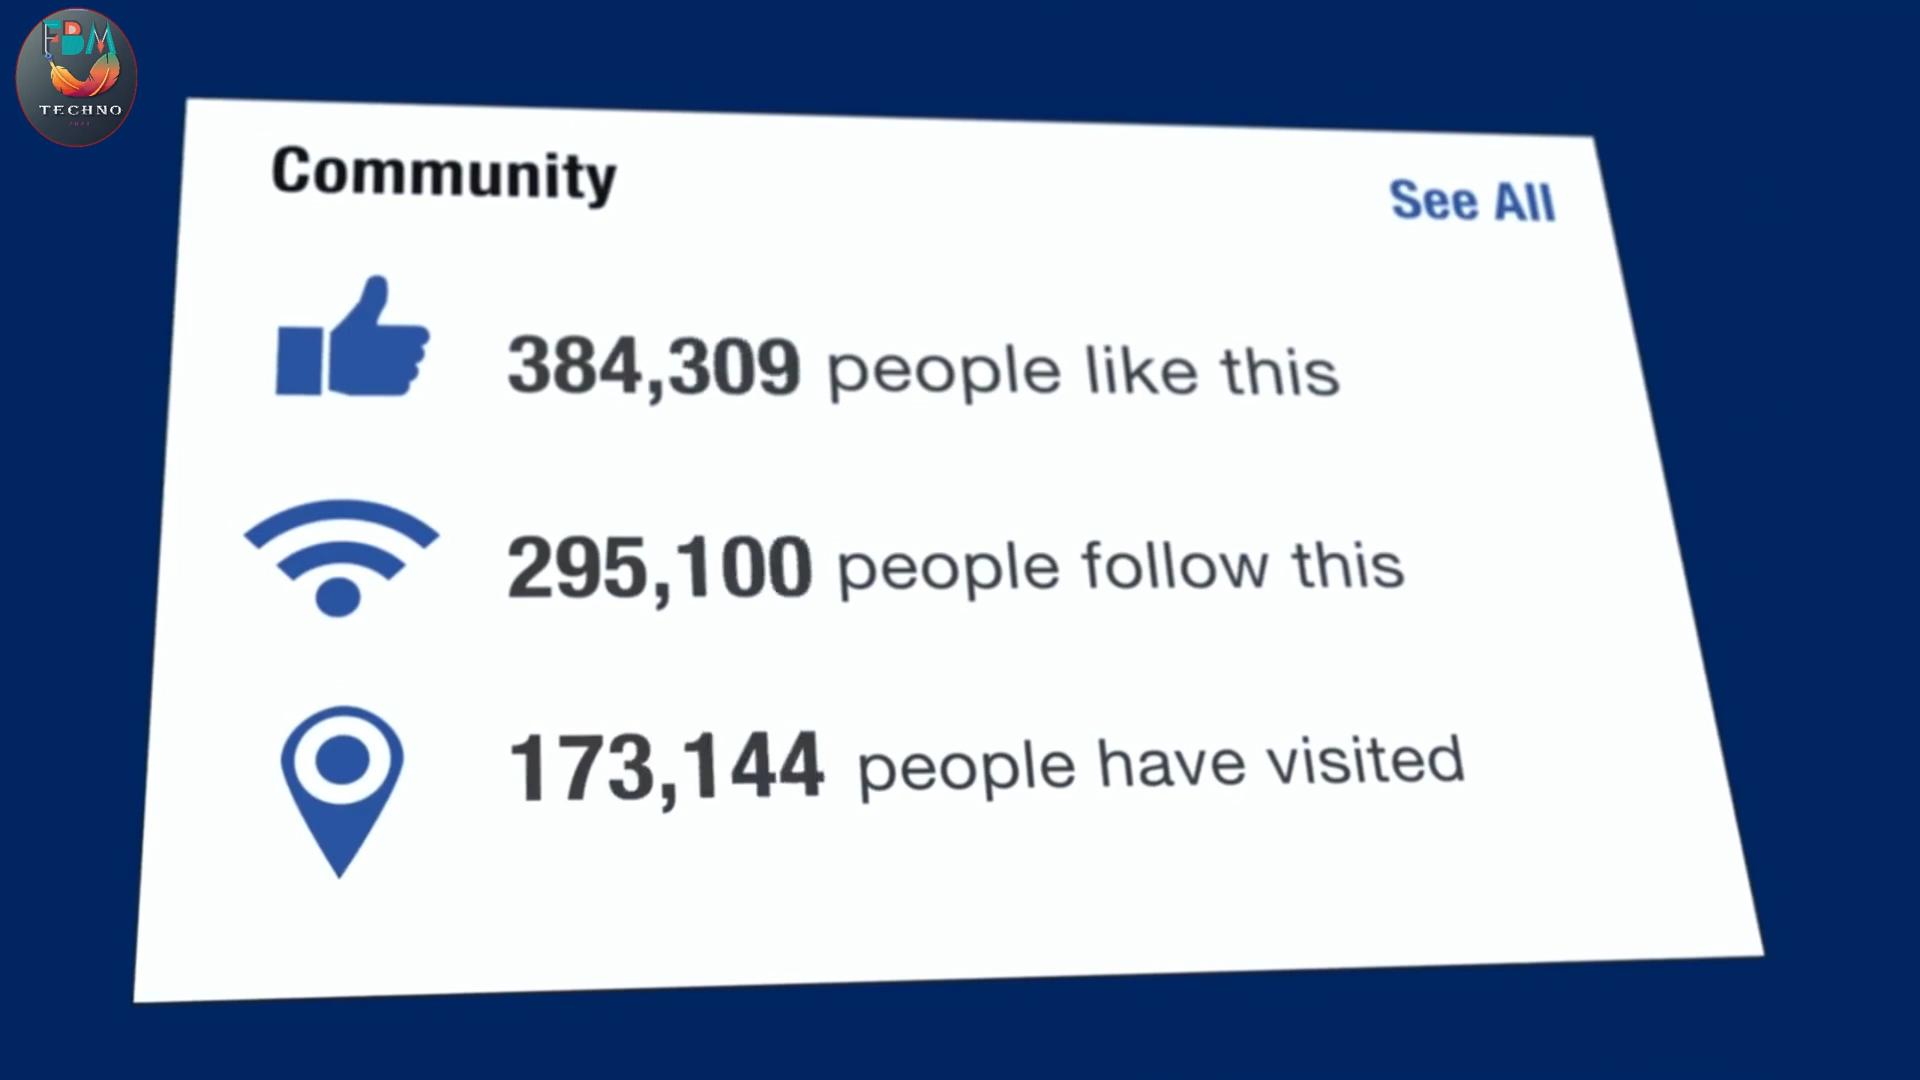 FBM
TECHNO
Community
See All
384,309 people like this
295,100 people follow this
173,144 people have visited